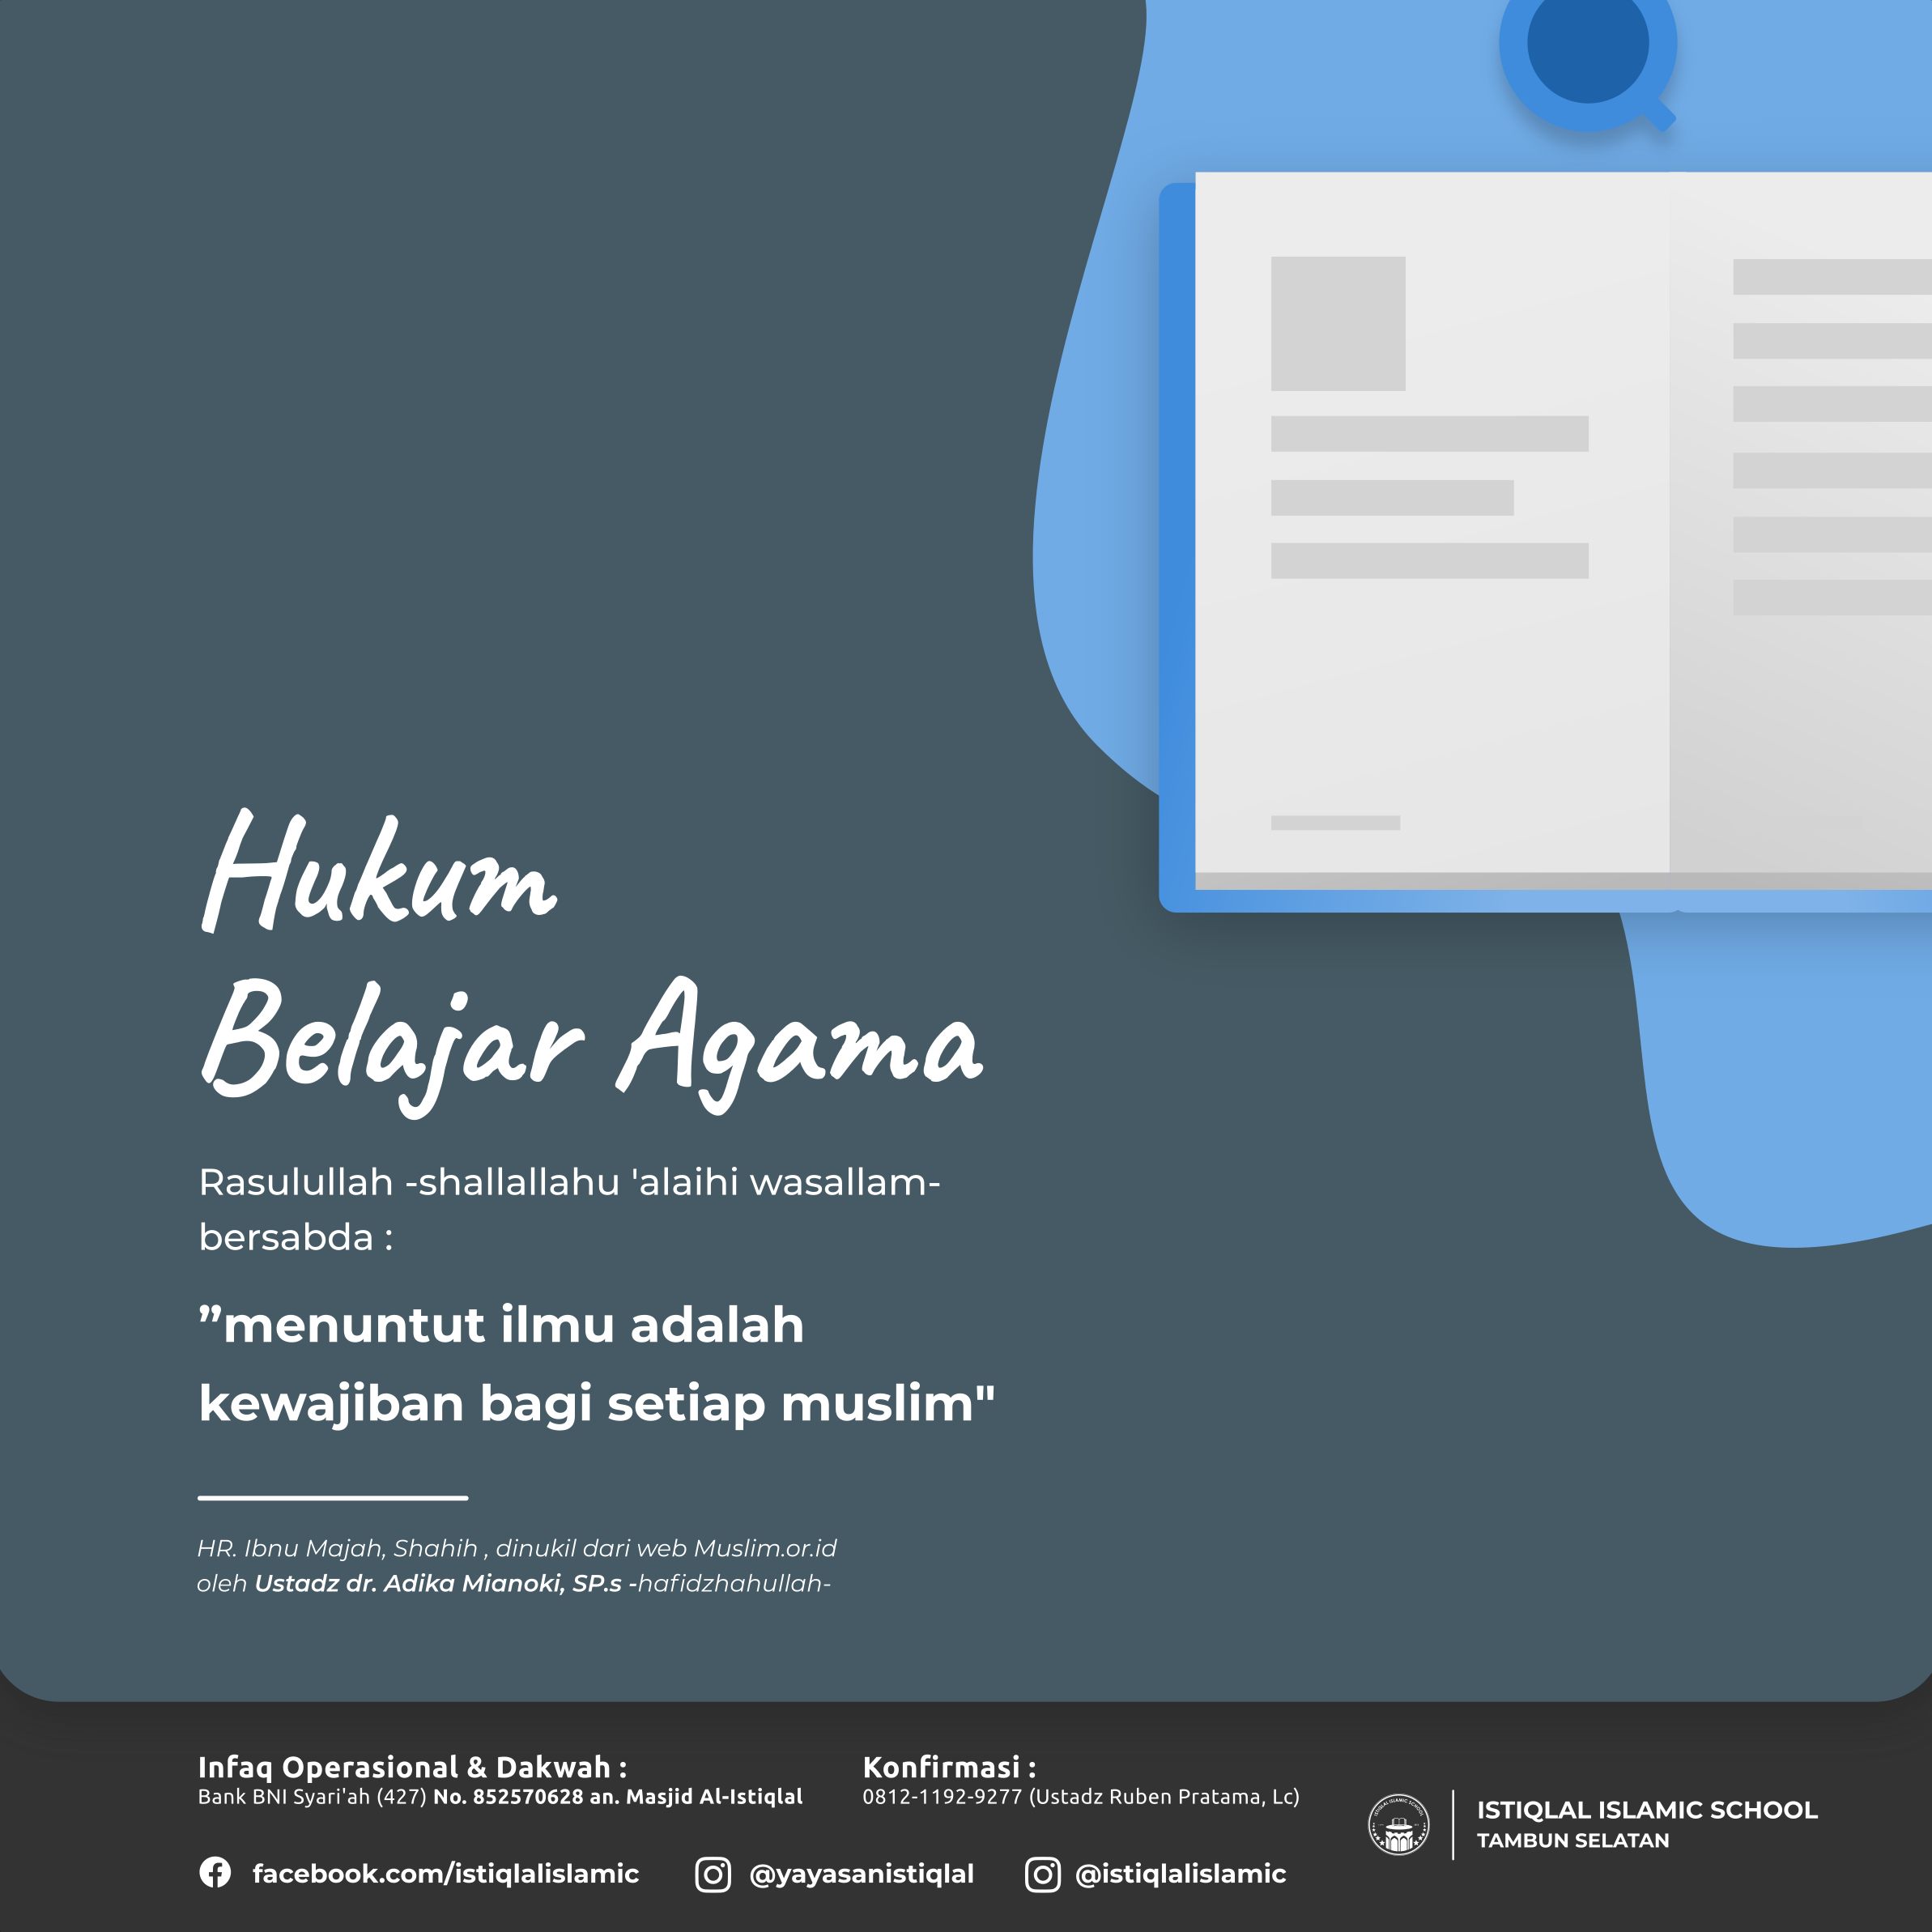 Hukum
Belajar Agama
Rasulullah -shallallahu 'alaihi wasallam-
bersabda :
”menuntut ilmu adalah
kewajiban bagi setiap muslim"
HR. Ibnu Majah, Shahih , dinukil dari web Muslim.or.id
oleh Ustadz dr. Adika Mianoki, SP.s -hafidzhahullah-
Infaq Operasional & Dakwah :
Bank BNI Syari'ah (427) No. 852570628 an. Masjid Al-Istiqlal
Konfirmasi :
0812-1192-9277 (Ustadz Ruben Pratama, Lc)
facebook.com/istiqlalislamic
@yayasanistiqlal
@istiqlalislamic
ISTIQLAL ISLAMIC SCHOOL
ISTIQLAL ISLAMIC SCHOOL
TAMBUN SELATAN